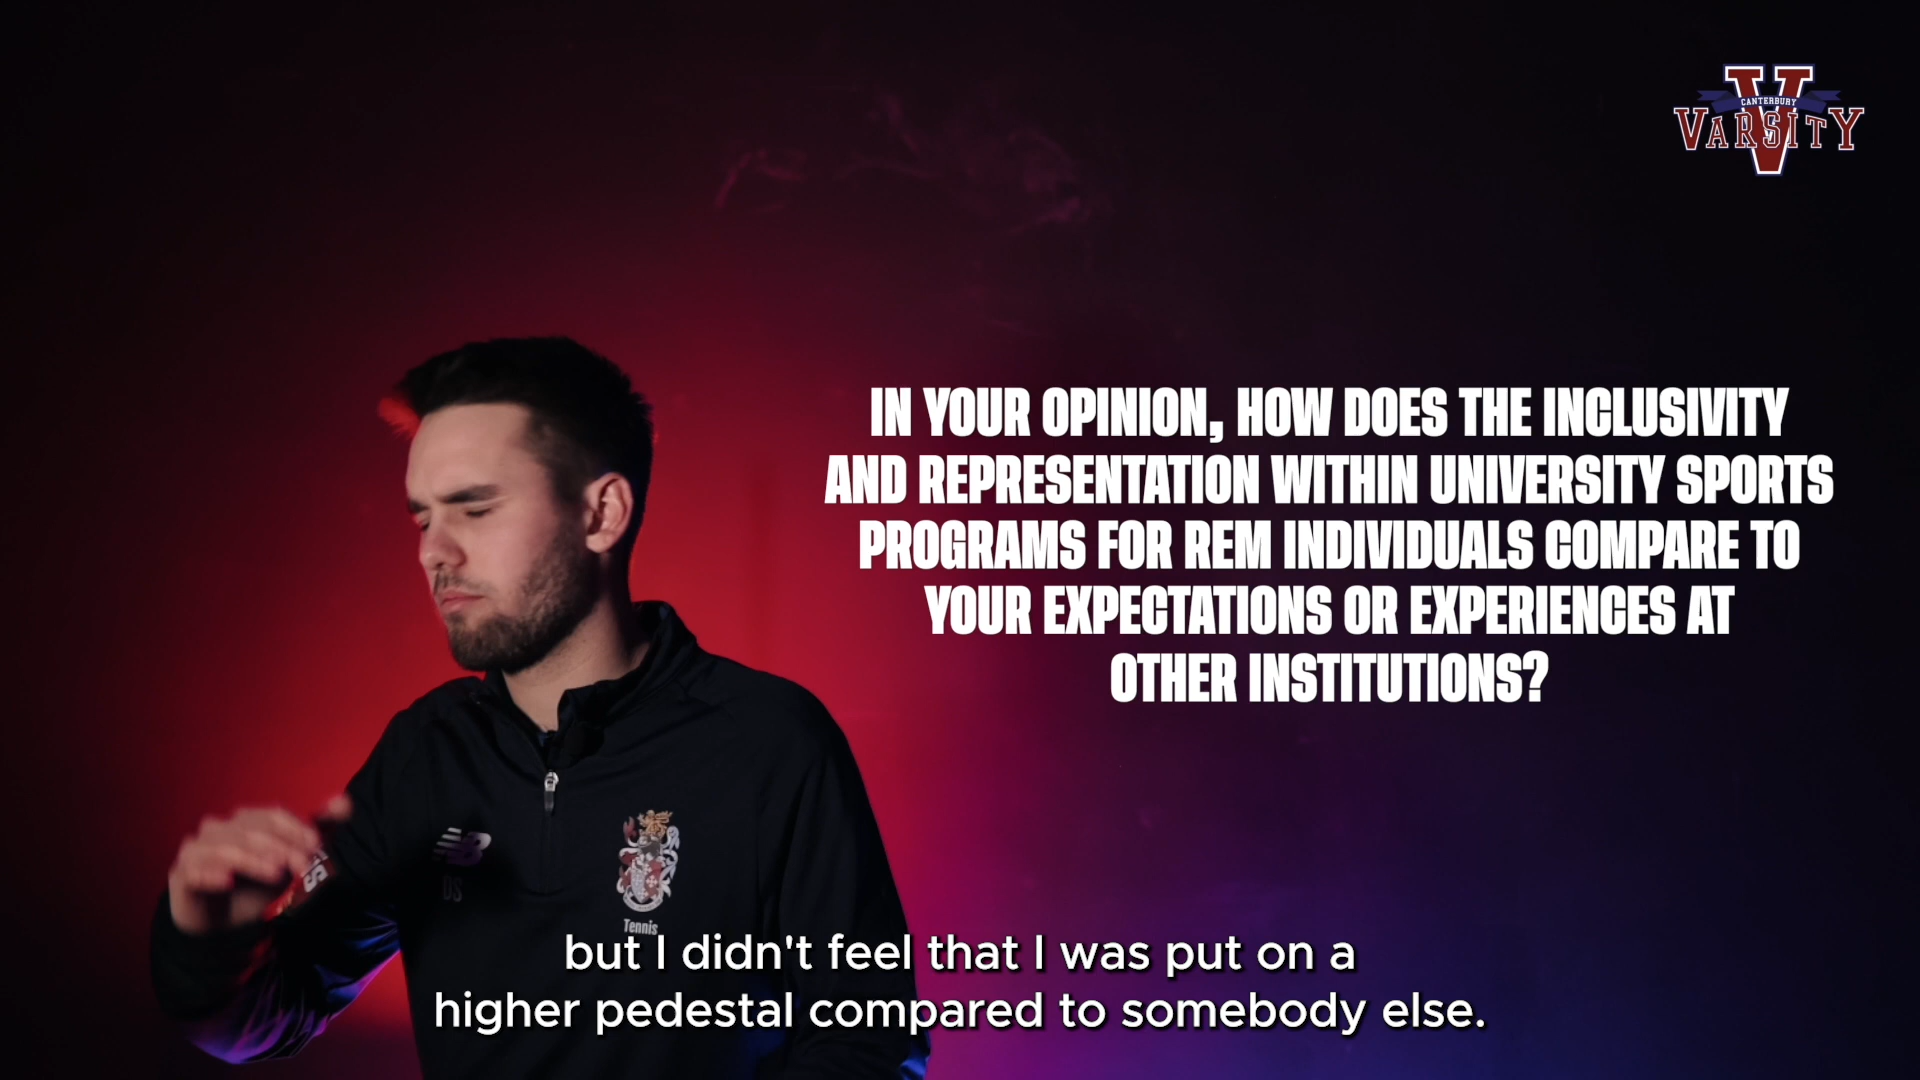 CANTERBURY
VARSITY
IN YOUR OPINION, HOW DOES THE INCLUSIVITY
AND REPRESENTATION WITHIN UNIVERSITY SPORTS
PROGRAMS FOR REM INDIVIDUALS COMPARE TO
YOUR EXPECTATIONS OR EXPERIENCES AT
OTHER INSTITUTIONS?
NB
DS
Tennis
but I didn't feel that I was put on a
higher pedestal compared to somebody else.